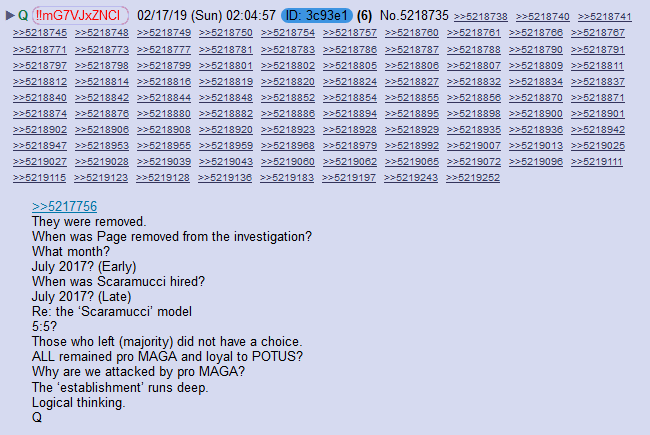 Q !!mG7VJxZNCI 02/17/19 (Sun) 02:04:57 ID: 3c93e1 (6) No.5218735 >>5218738 >>5218740 >>5218741
>>5218745 >>5218748 >>5218749 >>5218750 >>5218754 >>5218757 >>5218760 >>5218761 >>5218766 >>5218767
>>5218771 >>5218773 >>5218777 >>5218781 >>5218783 >>5218786 >>5218787 >>5218788 >>5218790 >>5218791
>>5218797 >>5218798 >>5218799 >>5218801 >>5218802 >>5218805 >>5218806 >>5218807 >>5218809 >>5218811
>>5218812 >>5218814 >>5218816 >>5218819 >>5218820 >>5218824 >>5218827 >>5218832 >>5218834 >>5218837
>>5218840 >>5218842 >>5218844 >>5218848 >>5218852 >>5218854 >>5218855 >>5218856 >>5218870 >>5218871
>>5218874 >>5218876 >>5218880 >>5218882 >>5218886 >>5218894 >>5218895 >>5218898 >>5218900 >>5218901
>>5218902 >>5218906 >>5218908 >>5218920 >>5218923 >>5218928 >>5218929 >>5218935 >>5218936 >>5218942
>>5218947 >>5218953 >>5218955 >>5218959 >>5218968 >>5218979 >>5218992 >>5219007 >>5219013 >>5219025
>>5219027 >>5219028 >>5219039 >>5219043 >>5219060 >>5219062 >>5219065 >>5219072 >>5219096 >>5219111
>>5219115 >>5219123 >>5219128 >>5219136 >>5219183 >>5219197 >>5219243 >>5219252
>>5217756
They were removed.
When was Page removed from the investigation?
What month?
July 2017? (Early)
When was Scaramucci hired?
July 2017? (Late)
Re: the ‘Scaramucci’ model
5:5?
Those who left (majority) did not have a choice.
ALL remained pro MAGA and loyal to POTUS?
Why are we attacked by pro MAGA?
The ‘establishment’ runs deep.
Logical thinking.
Q